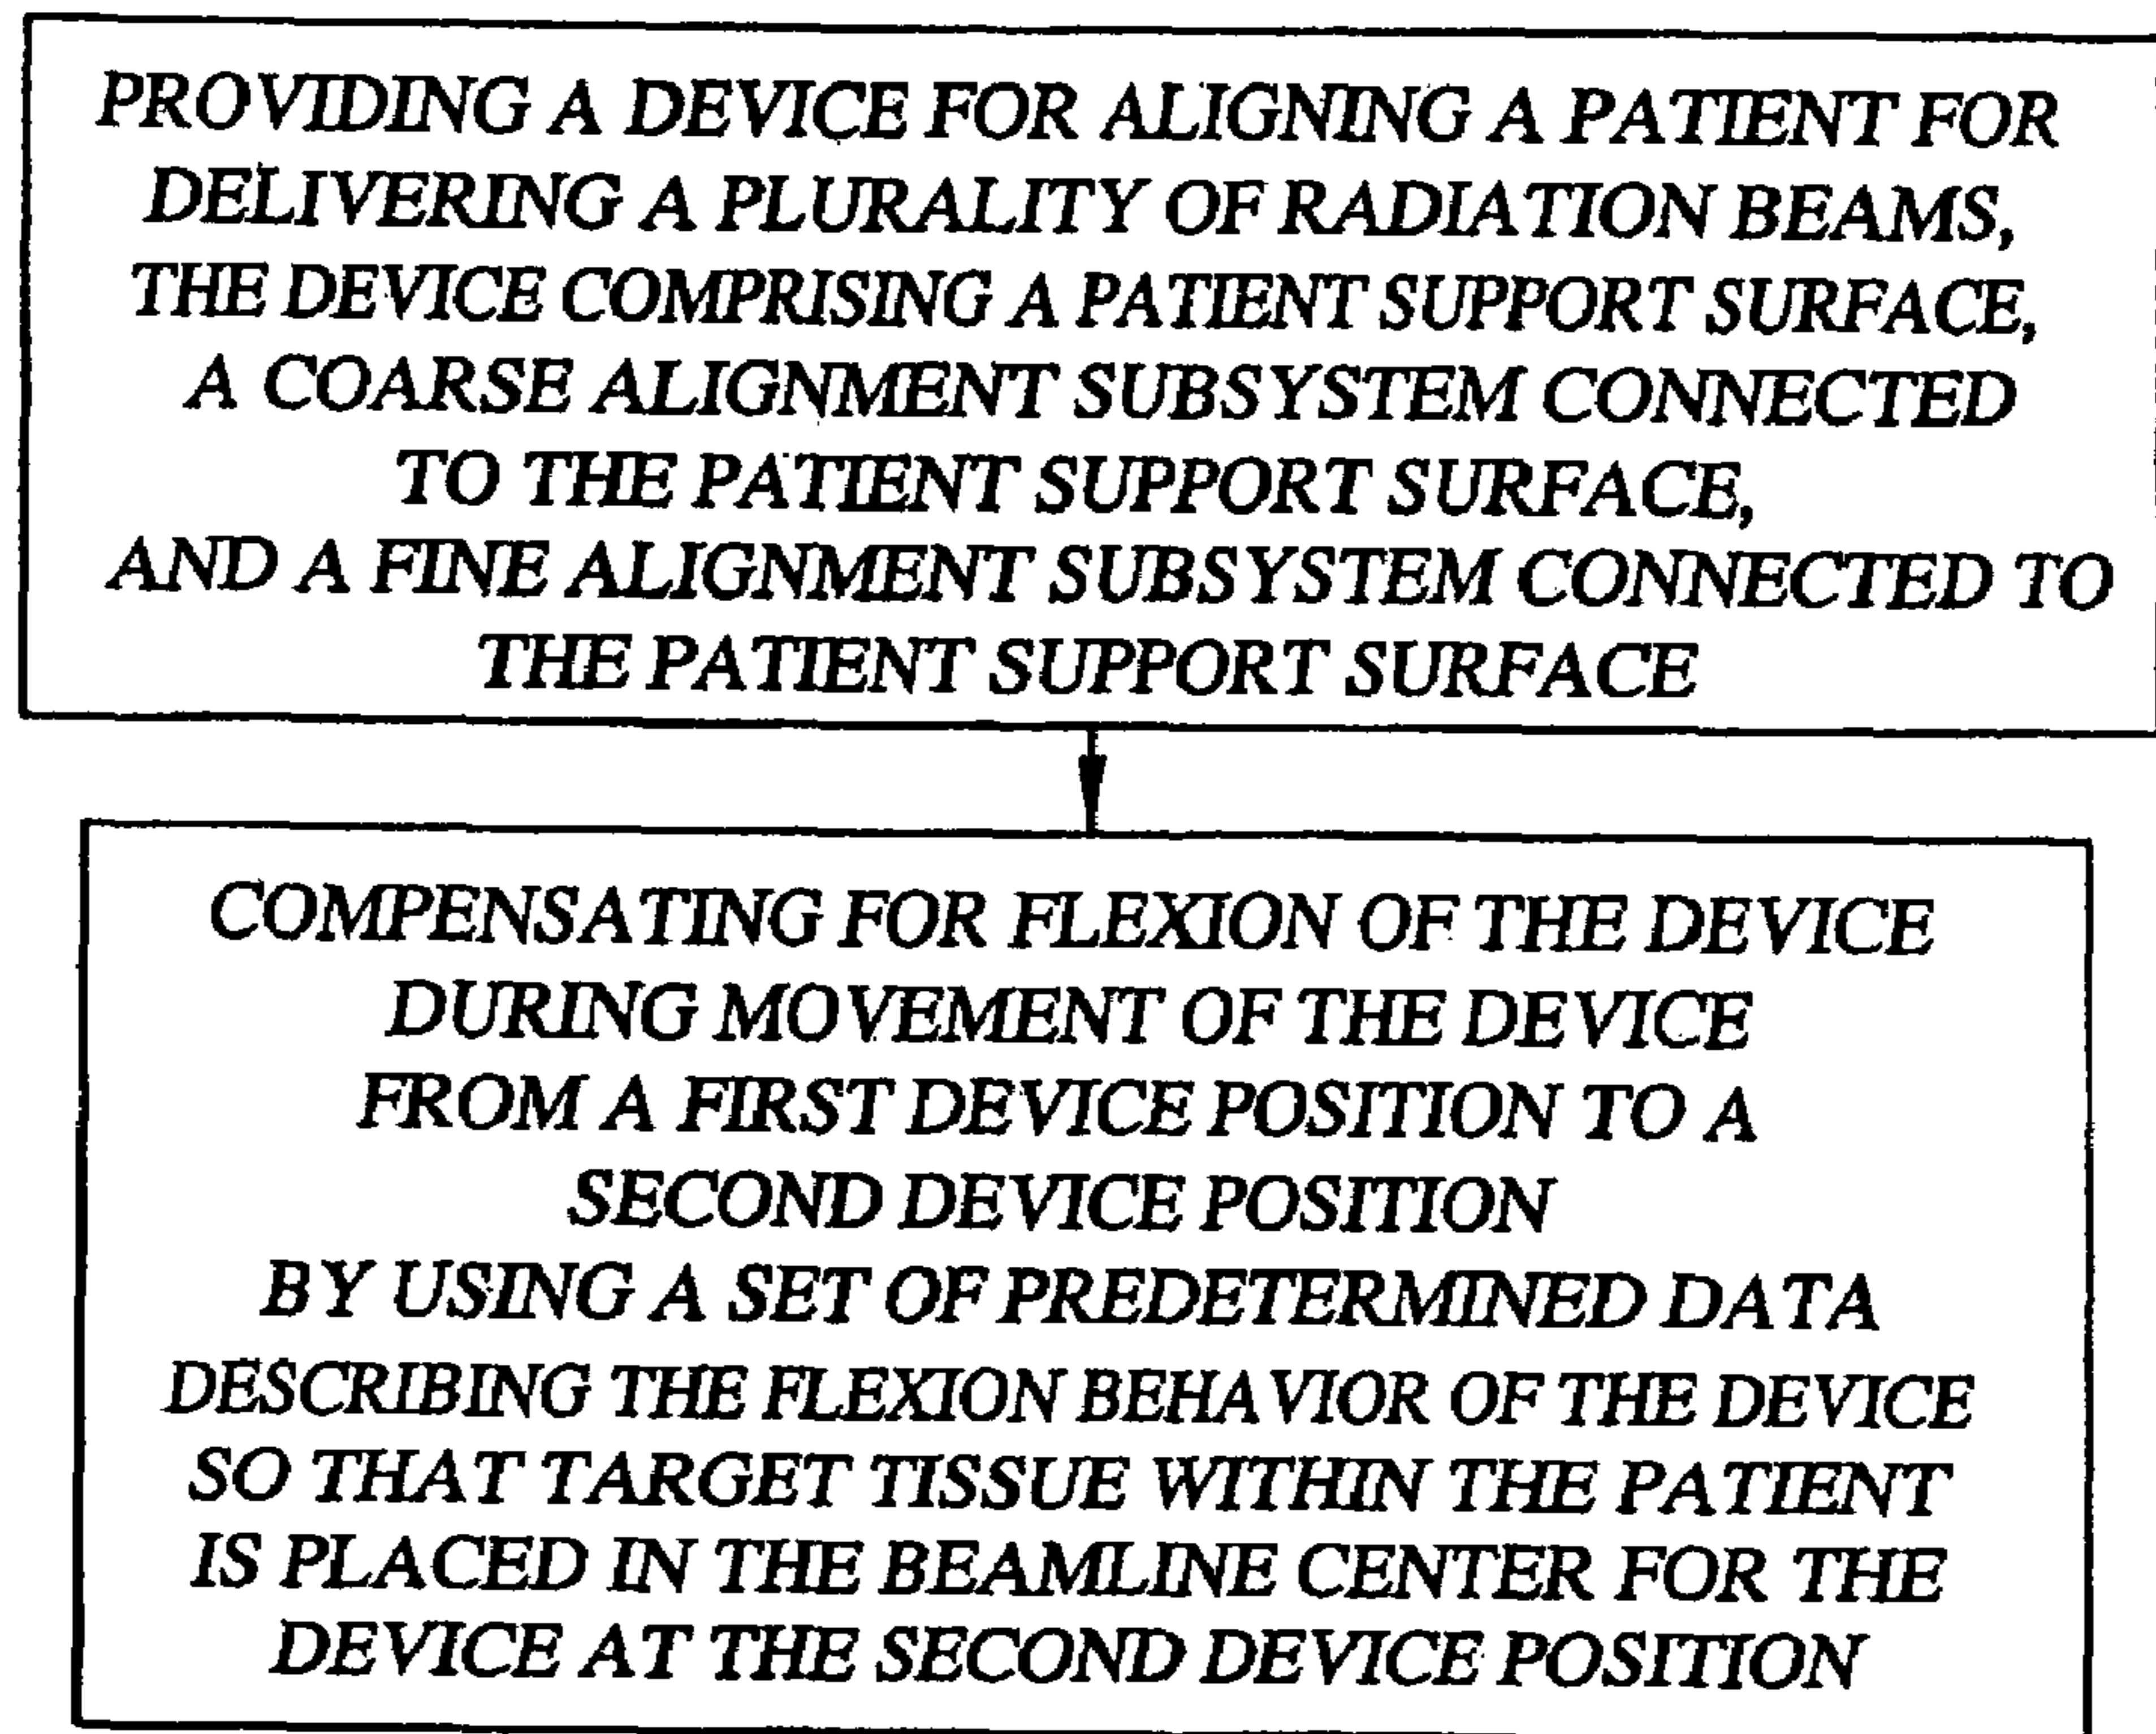 PROVIDING A DEVICE FOR ALIGNING A PATIENT FOR
DELIVERING A PLURALITY OF RADIATION BEAMS,
THE DEVICE COMPRISING A PATIENT SUPPORT SURFACE,
A COARSE ALIGNMENT SUBSYSTEM CONNECTED
TO THE PATIENT SUPPORT SURFACE,
AND A FINE ALIGNMENT SUBSYSTEM CONNECTED TO
THE PATIENT SUPPORT SURFACE
COMPENSATING FOR FLEXION OF THE DEVICE
DURING MOVEMENT OF THE DEVICE
FROM A FIRST DEVICE POSITION TO A
SECOND DEVICE POSITION
BY USING A SET OF PREDETERMINED DATA
DESCRIBING THE FLEXION BEHAVIOR OF THE DEVICE
SO THAT TARGET TISSUE WITHIN THE PATIENT
IS PLACED IN THE BEAMLINE CENTER FOR THE
DEVICE AT THE SECOND DEVICE POSITION